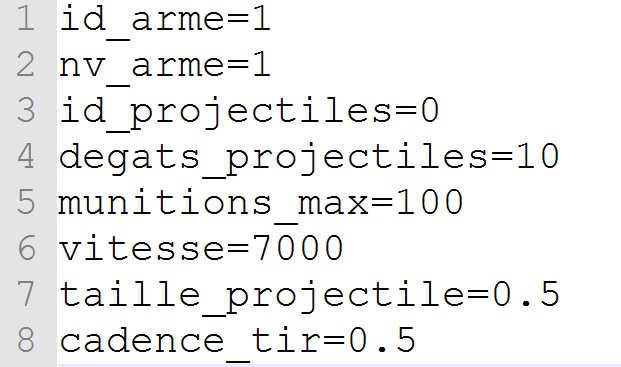 1 id_arme=1
2 nv_arme=1
3 id_projectiles=0
4 degats_projectiles=10
5 munitions_max=100
6 vitesse=7000
7 taille_projectile=0.5
8 cadence_tir=0.5